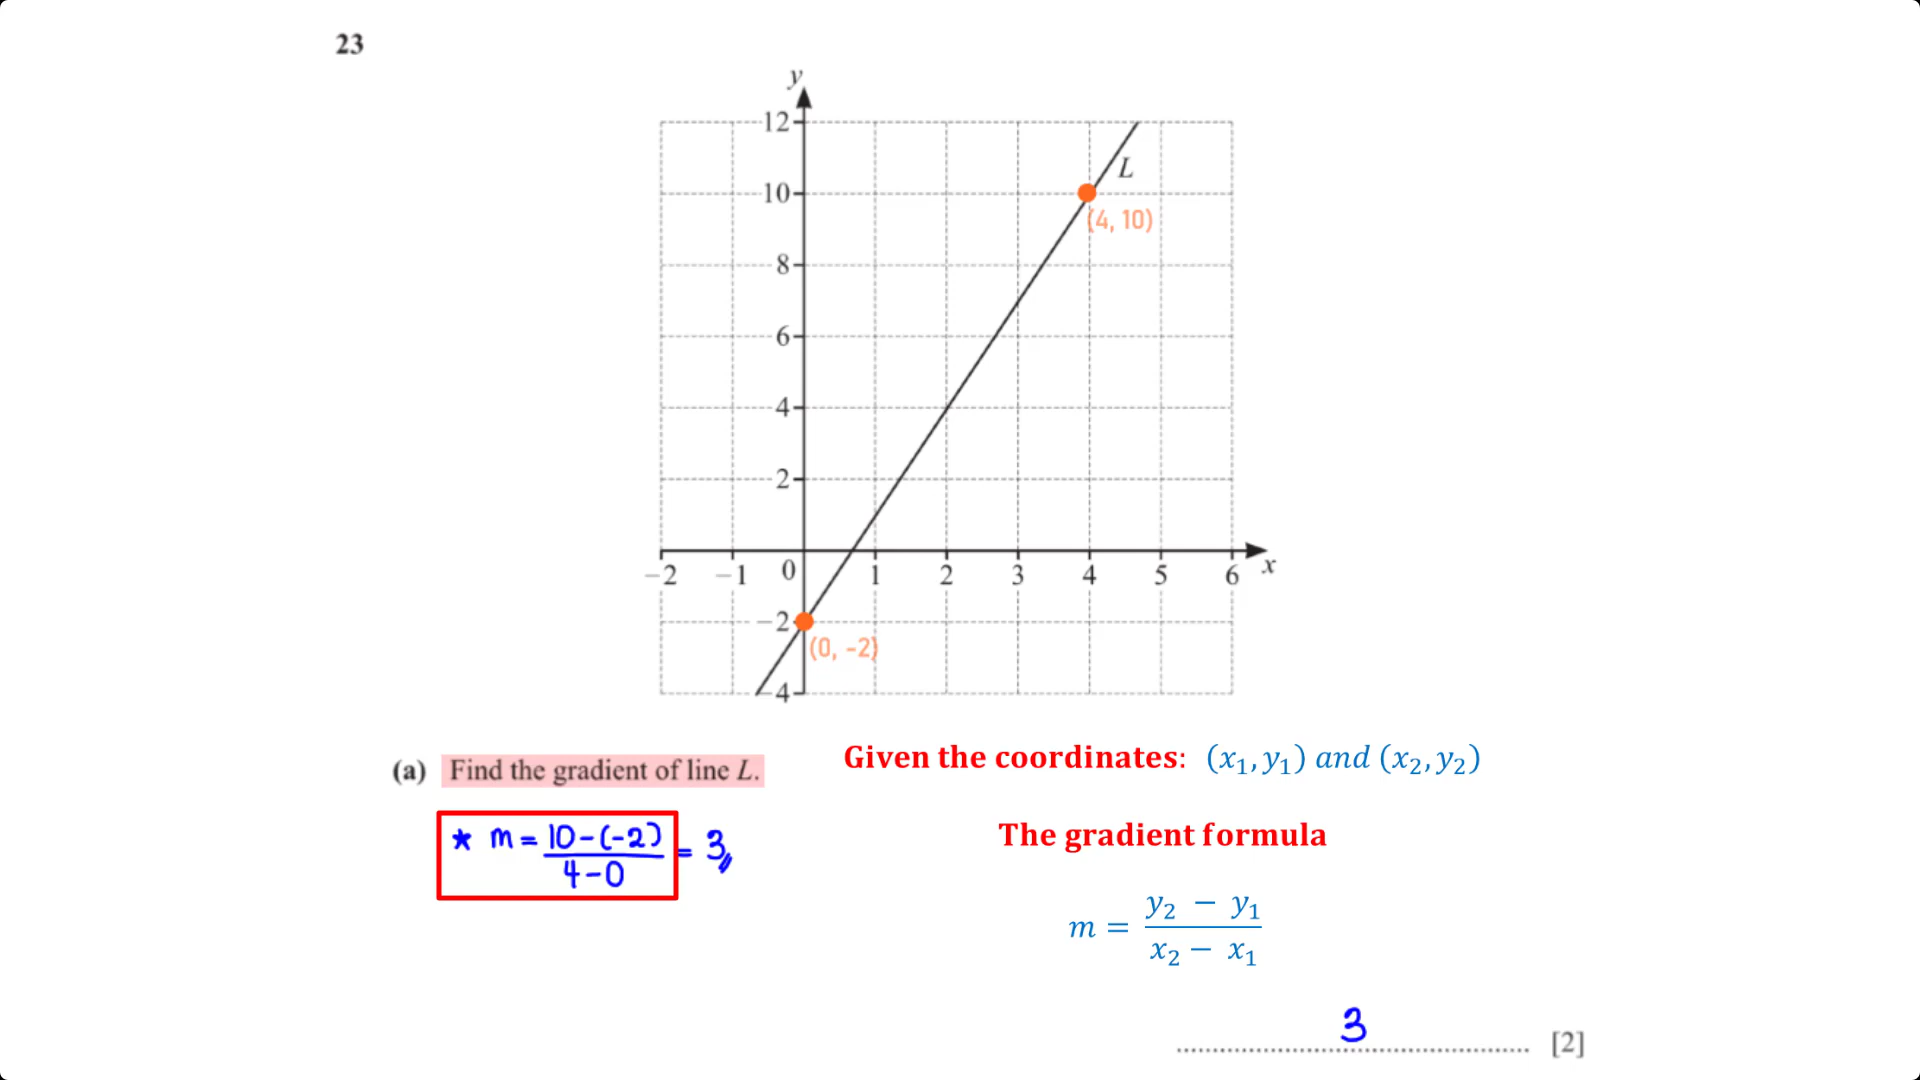 23
y
12
10
L
(4, 10)
8
6
4
2
−2 −1 0 1 2 3 4 5 6 x
−2
(0, -2)
−4
(a) Find the gradient of line L.
Given the coordinates: (x₁, y₁) and (x₂, y₂)
★ m = 10-(-2) / 4-0 = 3
The gradient formula
m = y₂ − y₁ / x₂ − x₁
3
[2]